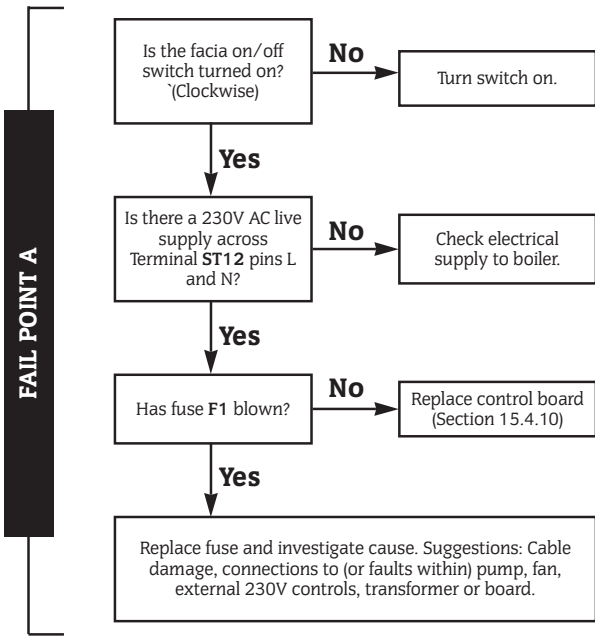 FAIL POINT A
Is the facia on/off
switch turned on?
`(Clockwise)
No
Turn switch on.
Yes
Is there a 230V AC live
supply across
Terminal ST12 pins L
and N?
No
Check electrical
supply to boiler.
Yes
Has fuse F1 blown?
No
Replace control board
(Section 15.4.10)
Yes
Replace fuse and investigate cause. Suggestions: Cable
damage, connections to (or faults within) pump, fan,
external 230V controls, transformer or board.